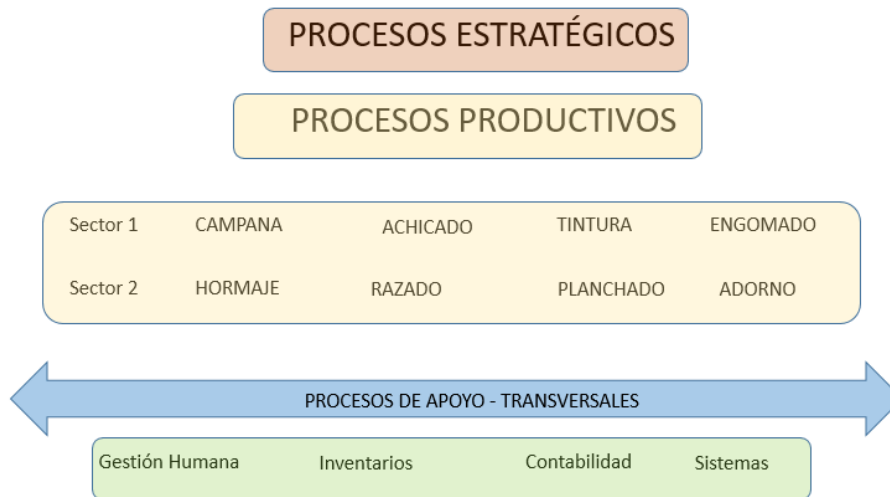 PROCESOS ESTRATÉGICOS
PROCESOS PRODUCTIVOS
Sector 1 CAMPANA ACHICADO TINTURA ENGOMADO
Sector 2 HORMAJE RAZADO PLANCHADO ADORNO
PROCESOS DE APOYO - TRANSVERSALES
Gestión Humana Inventarios Contabilidad Sistemas